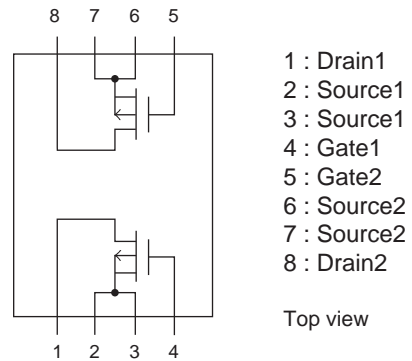 8 7 6 5
1 : Drain1
2 : Source1
3 : Source1
4 : Gate1
5 : Gate2
6 : Source2
7 : Source2
8 : Drain2
Top view
1 2 3 4